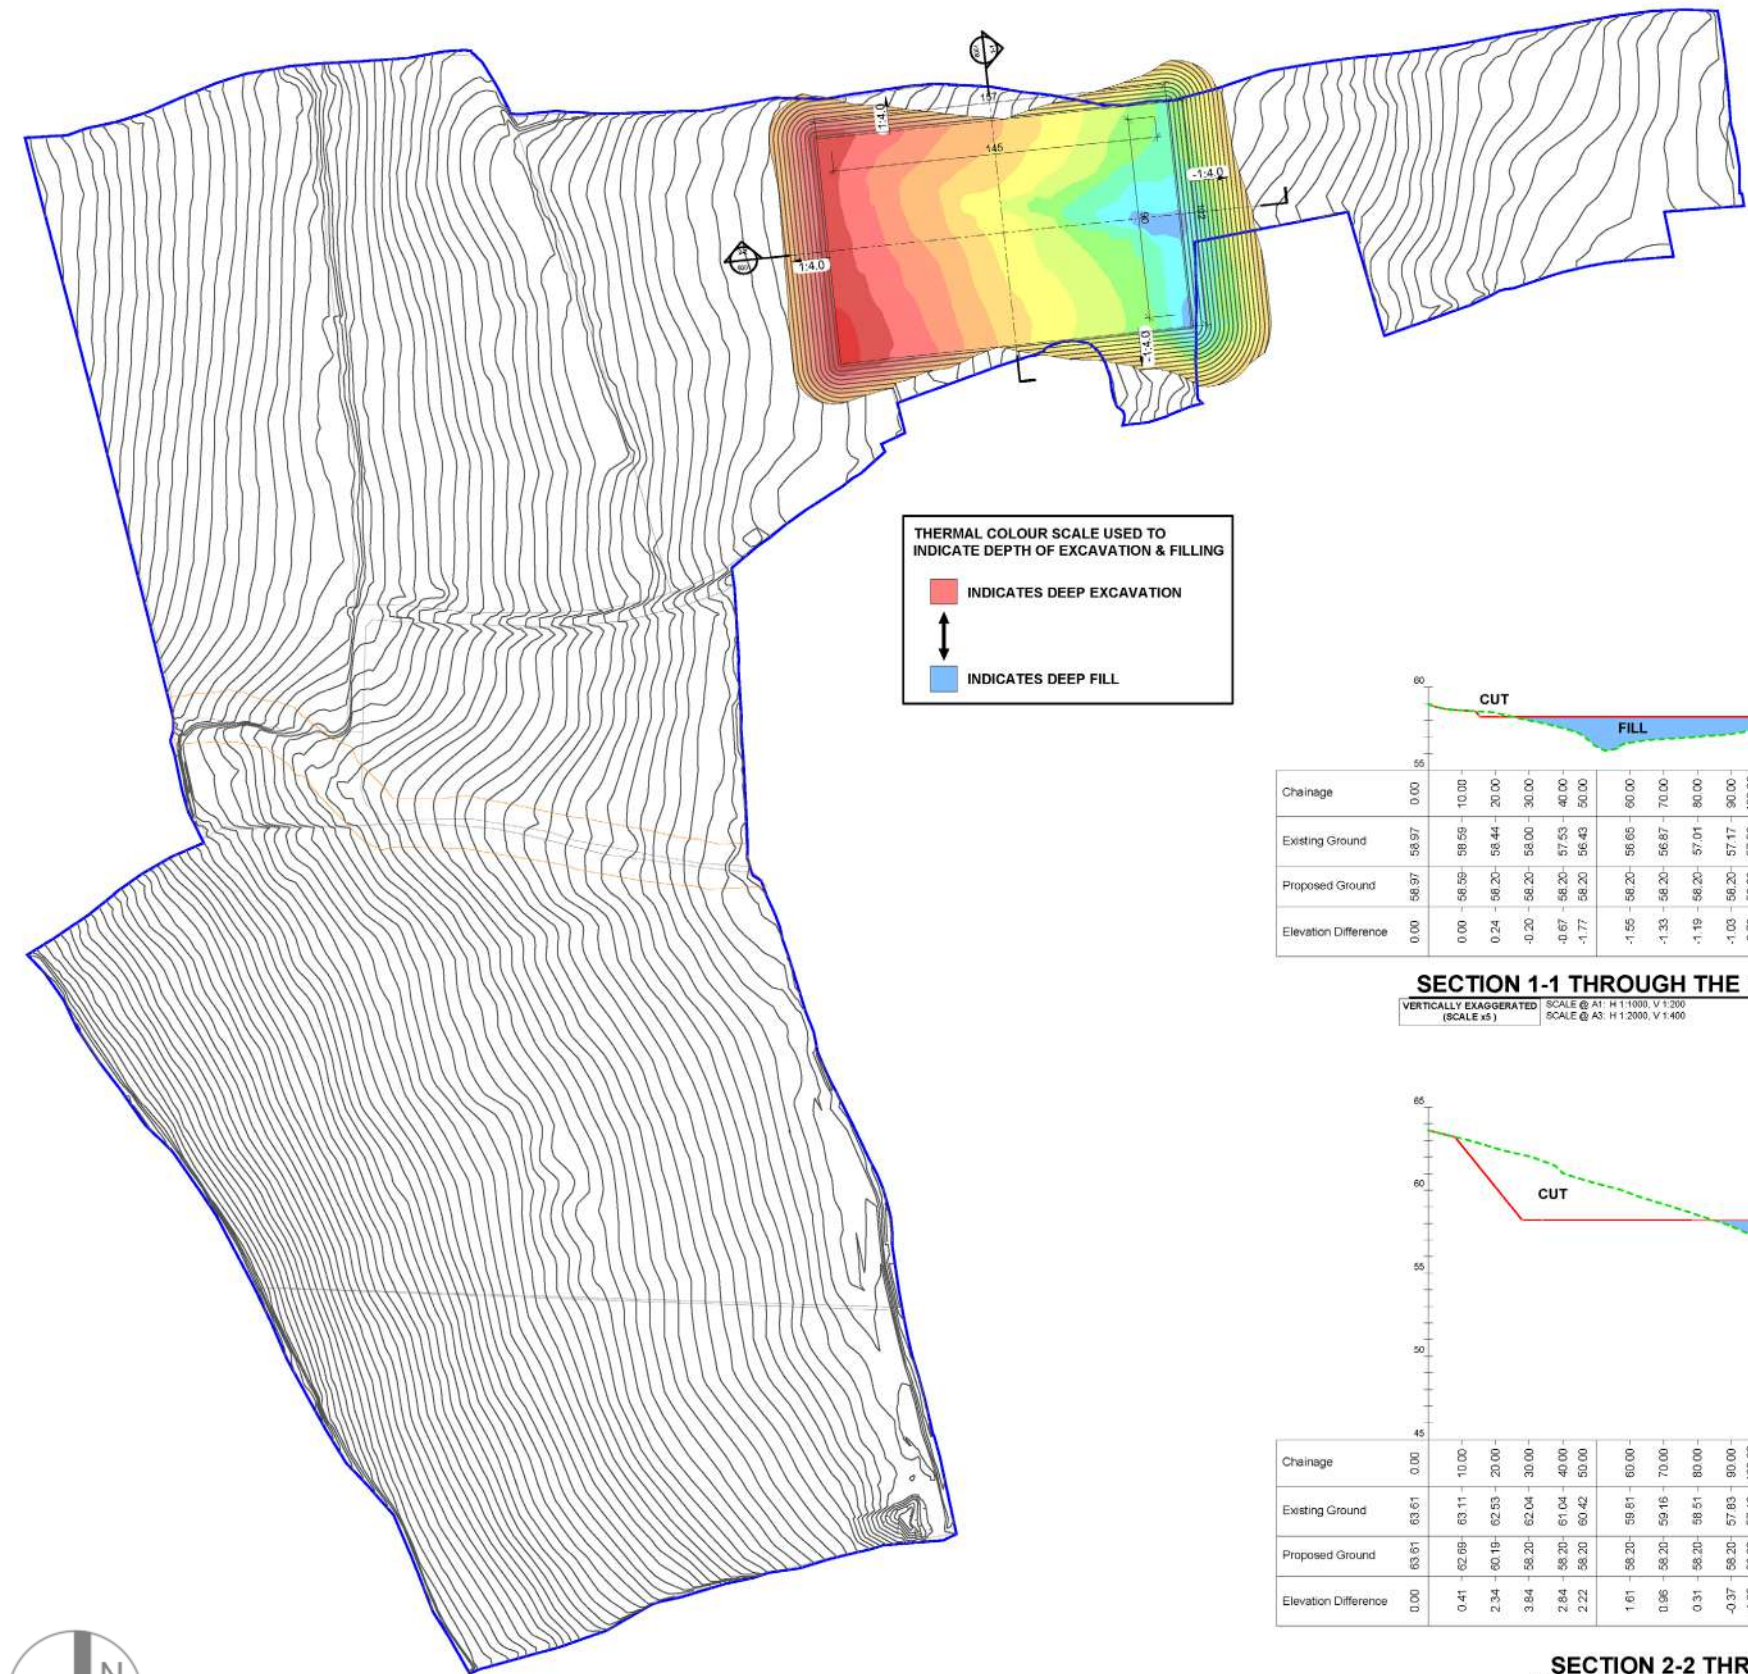 157
1:4.0
145
-1:4.0
90
1:4.0
-1:4.0
THERMAL COLOUR SCALE USED TO
INDICATE DEPTH OF EXCAVATION & FILLING
INDICATES DEEP EXCAVATION
INDICATES DEEP FILL
60
CUT
FILL
55
Chainage 0.00 10.00 20.00 30.00 40.00 50.00 60.00 70.00 80.00 90.00
Existing Ground 58.97 58.59 58.44 58.00 57.53 56.43 56.65 56.87 57.01 57.17
Proposed Ground 58.97 58.59 58.20 58.20 58.20 58.20 58.20 58.20 58.20 58.20
Elevation Difference 0.00 0.00 0.24 -0.20 -0.67 -1.77 -1.55 -1.33 -1.19 -1.03
SECTION 1-1 THROUGH THE
VERTICALLY EXAGGERATED
(SCALE x5 )
SCALE @ A1: H 1:1000, V 1:200
SCALE @ A3: H 1:2000, V 1:400
65
60
CUT
55
50
45
Chainage 0.00 10.00 20.00 30.00 40.00 50.00 60.00 70.00 80.00 90.00
Existing Ground 63.61 63.11 62.53 62.04 61.04 60.42 59.81 59.16 58.51 57.83
Proposed Ground 63.61 62.69 60.19 58.20 58.20 58.20 58.20 58.20 58.20 58.20
Elevation Difference 0.00 0.41 2.34 3.84 2.84 2.22 1.61 0.96 0.31 -0.37
SECTION 2-2 THR
N